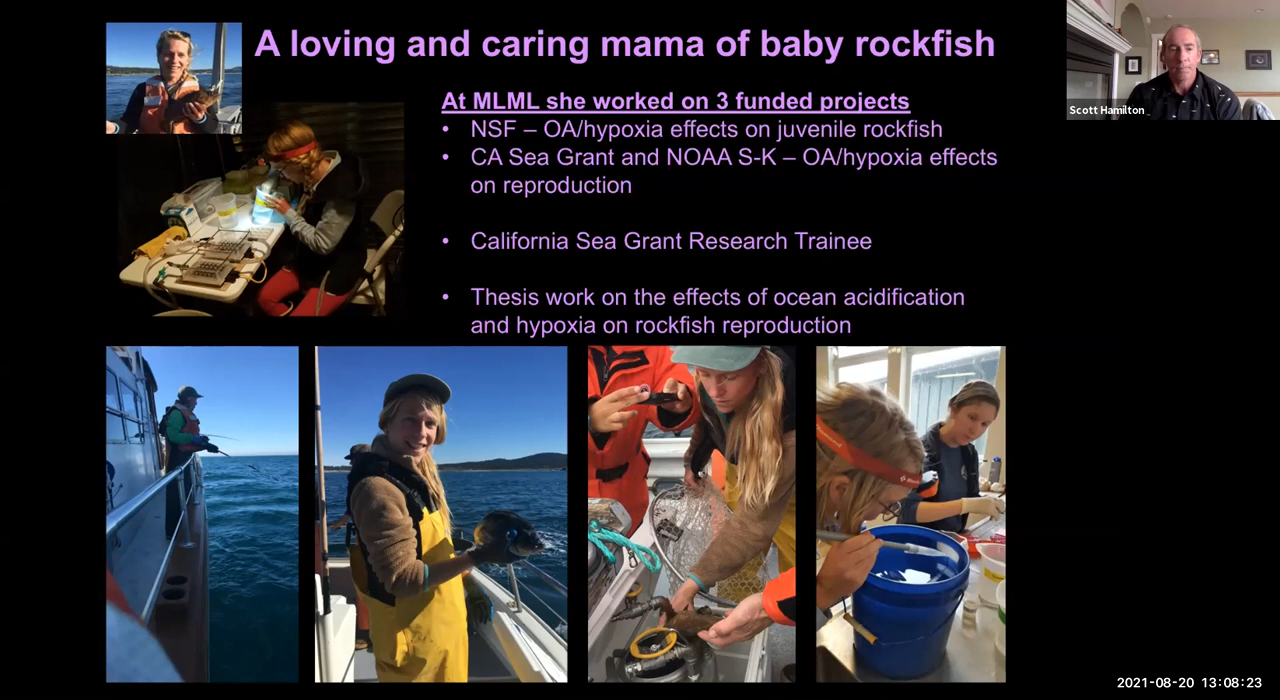 A loving and caring mama of baby rockfish
Scott Hamilton
At MLML she worked on 3 funded projects
• NSF – OA/hypoxia effects on juvenile rockfish
• CA Sea Grant and NOAA S-K – OA/hypoxia effects
on reproduction
• California Sea Grant Research Trainee
• Thesis work on the effects of ocean acidification
and hypoxia on rockfish reproduction
2021-08-20 13:08:23